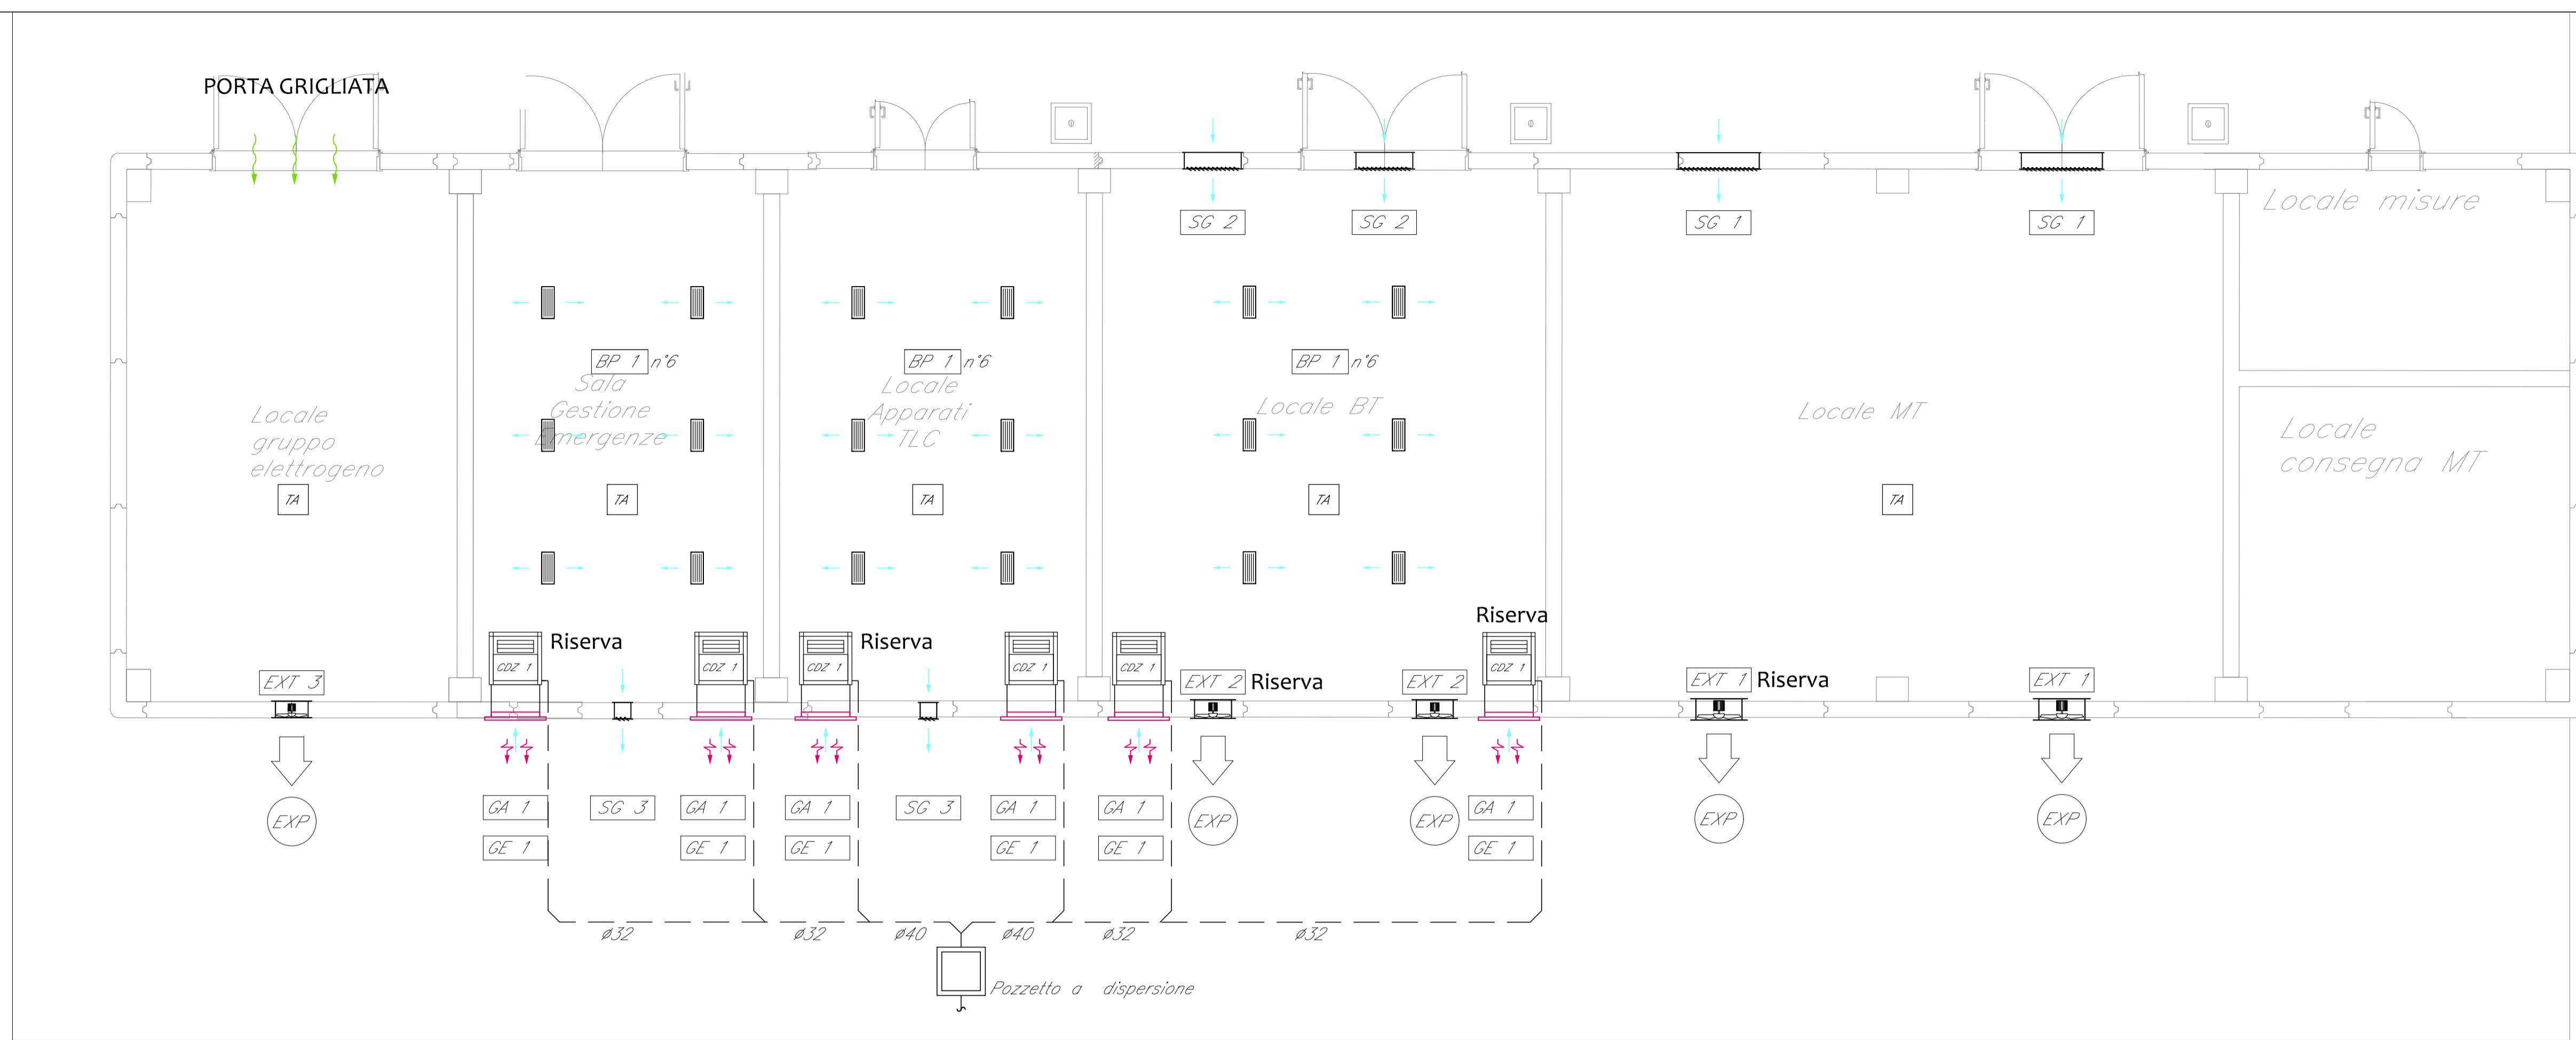 PORTA GRIGLIATA
SG 2
SG 2
SG 1
SG 1
Locale misure
BP 1 n°6
BP 1 n°6
BP 1 n°6
Locale
gruppo
elettrogeno
Sala
Gestione
Emergenze
Locale
Apparati
TLC
Locale BT
Locale MT
Locale
consegna MT
TA
TA
TA
TA
TA
Riserva
Riserva
Riserva
CDZ 1
CDZ 1
CDZ 1
CDZ 1
CDZ 1
CDZ 1
EXT 3
EXT 2 Riserva
EXT 2
EXT 1 Riserva
EXT 1
GA 1
SG 3
GA 1
GA 1
SG 3
GA 1
GA 1
GA 1
EXP
EXP
EXP
EXP
EXP
GE 1
GE 1
GE 1
GE 1
GE 1
GE 1
ø32
ø32
ø40
ø40
ø32
ø32
Pozzetto a dispersione